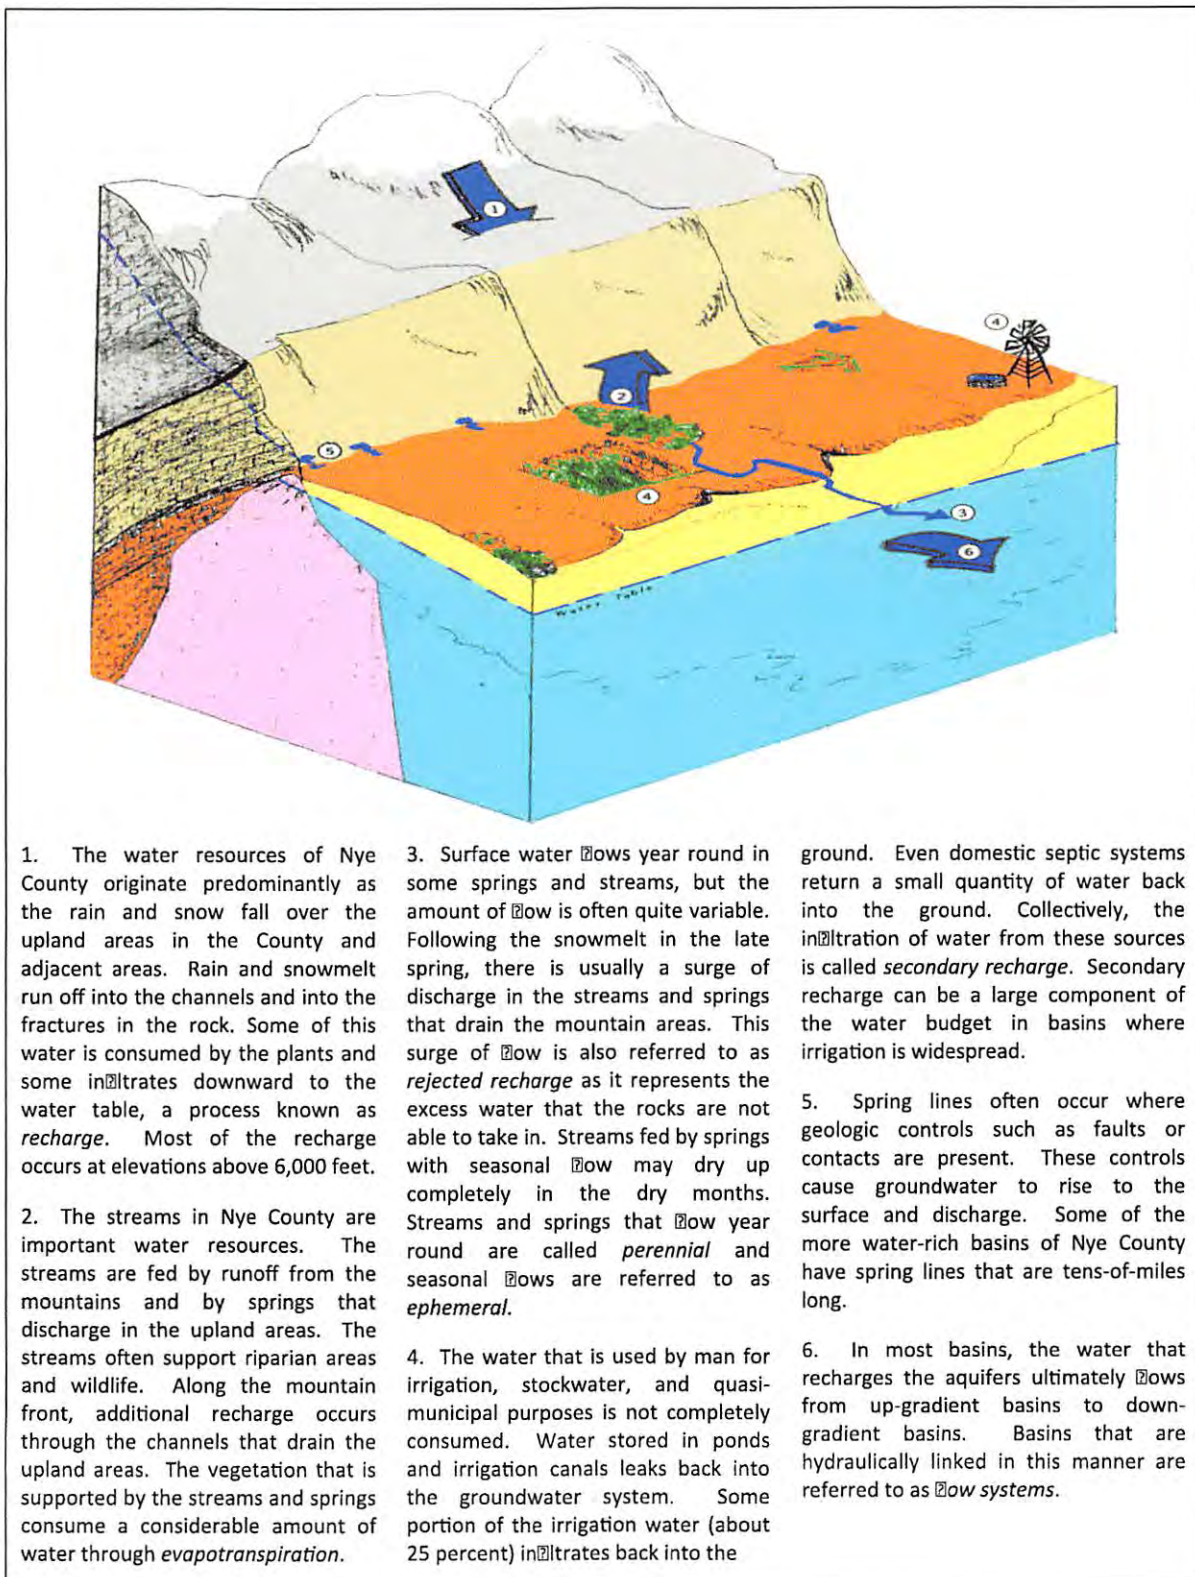 1
4
2
5
4
3
6
Water Table
1. The water resources of Nye
County originate predominantly as
the rain and snow fall over the
upland areas in the County and
adjacent areas. Rain and snowmelt
run off into the channels and into the
fractures in the rock. Some of this
water is consumed by the plants and
some in⍰ltrates downward to the
water table, a process known as
recharge. Most of the recharge
occurs at elevations above 6,000 feet.
2. The streams in Nye County are
important water resources. The
streams are fed by runoff from the
mountains and by springs that
discharge in the upland areas. The
streams often support riparian areas
and wildlife. Along the mountain
front, additional recharge occurs
through the channels that drain the
upland areas. The vegetation that is
supported by the streams and springs
consume a considerable amount of
water through evapotranspiration.
3. Surface water ⍰ows year round in
some springs and streams, but the
amount of ⍰ow is often quite variable.
Following the snowmelt in the late
spring, there is usually a surge of
discharge in the streams and springs
that drain the mountain areas. This
surge of ⍰ow is also referred to as
rejected recharge as it represents the
excess water that the rocks are not
able to take in. Streams fed by springs
with seasonal ⍰ow may dry up
completely in the dry months.
Streams and springs that ⍰ow year
round are called perennial and
seasonal ⍰ows are referred to as
ephemeral.
4. The water that is used by man for
irrigation, stockwater, and quasi-
municipal purposes is not completely
consumed. Water stored in ponds
and irrigation canals leaks back into
the groundwater system. Some
portion of the irrigation water (about
25 percent) in⍰ltrates back into the
ground. Even domestic septic systems
return a small quantity of water back
into the ground. Collectively, the
in⍰ltration of water from these sources
is called secondary recharge. Secondary
recharge can be a large component of
the water budget in basins where
irrigation is widespread.
5. Spring lines often occur where
geologic controls such as faults or
contacts are present. These controls
cause groundwater to rise to the
surface and discharge. Some of the
more water-rich basins of Nye County
have spring lines that are tens-of-miles
long.
6. In most basins, the water that
recharges the aquifers ultimately ⍰ows
from up-gradient basins to down-
gradient basins. Basins that are
hydraulically linked in this manner are
referred to as ⍰ow systems.